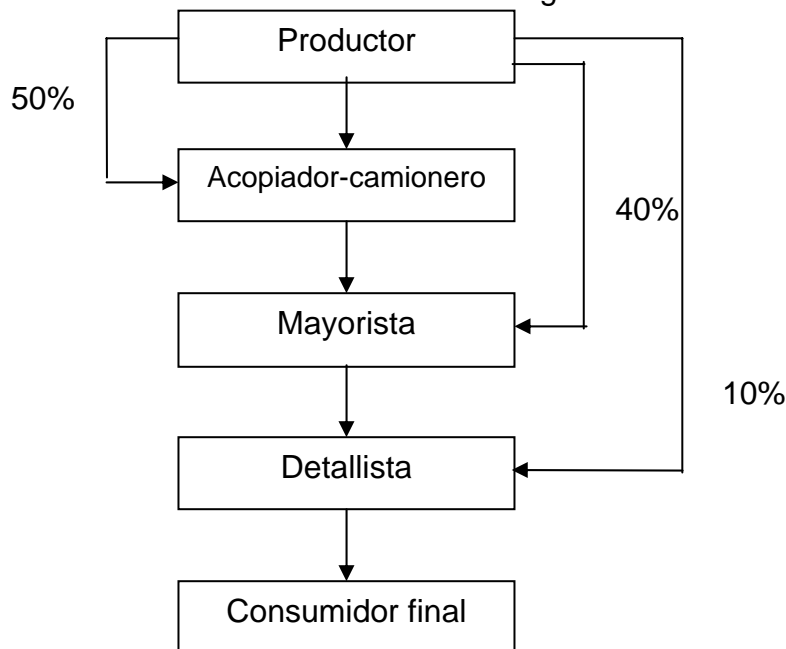 Productor
50%
Acopiador-camionero
40%
Mayorista
10%
Detallista
Consumidor final